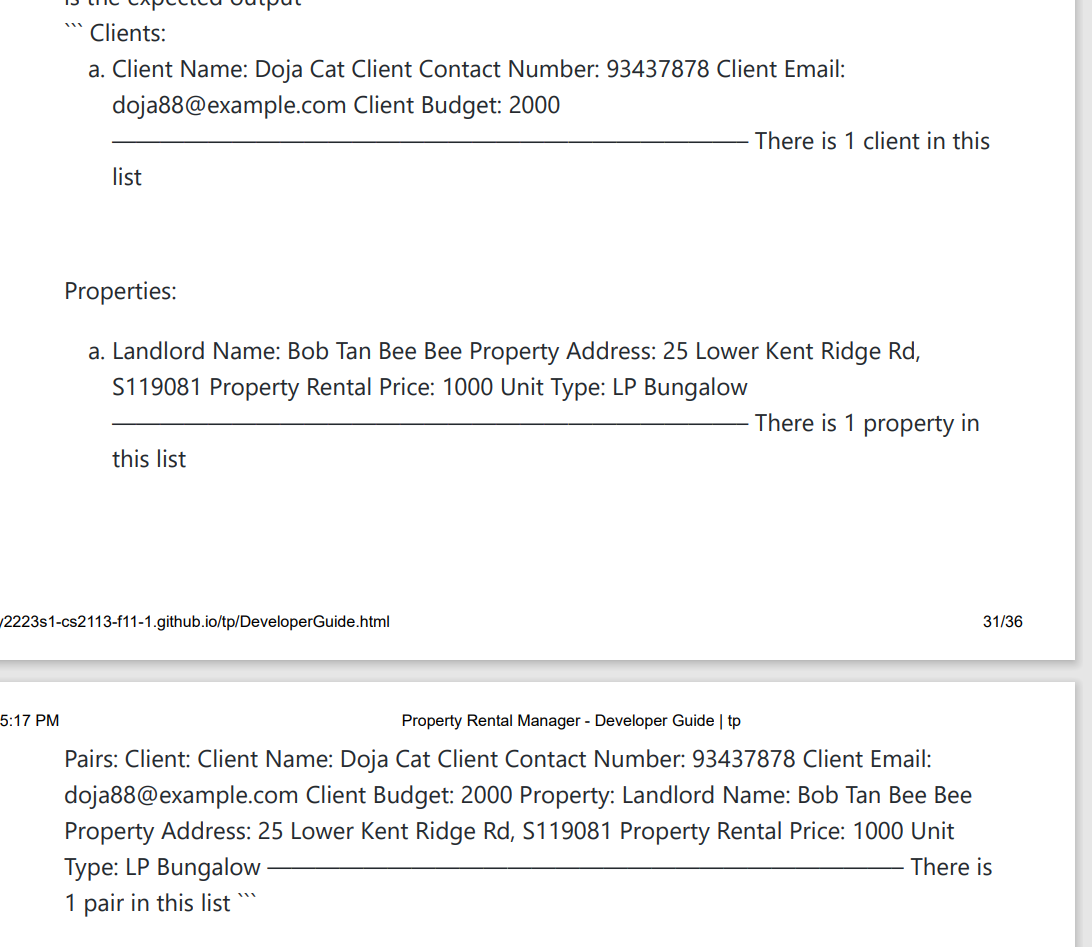 is the expected output
``` Clients:
a. Client Name: Doja Cat Client Contact Number: 93437878 Client Email:
doja88@example.com Client Budget: 2000
There is 1 client in this
list
Properties:
a. Landlord Name: Bob Tan Bee Bee Property Address: 25 Lower Kent Ridge Rd,
S119081 Property Rental Price: 1000 Unit Type: LP Bungalow
There is 1 property in
this list
y2223s1-cs2113-f11-1.github.io/tp/DeveloperGuide.html 31/36
5:17 PM Property Rental Manager - Developer Guide | tp
Pairs: Client: Client Name: Doja Cat Client Contact Number: 93437878 Client Email:
doja88@example.com Client Budget: 2000 Property: Landlord Name: Bob Tan Bee Bee
Property Address: 25 Lower Kent Ridge Rd, S119081 Property Rental Price: 1000 Unit
Type: LP Bungalow There is
1 pair in this list ```